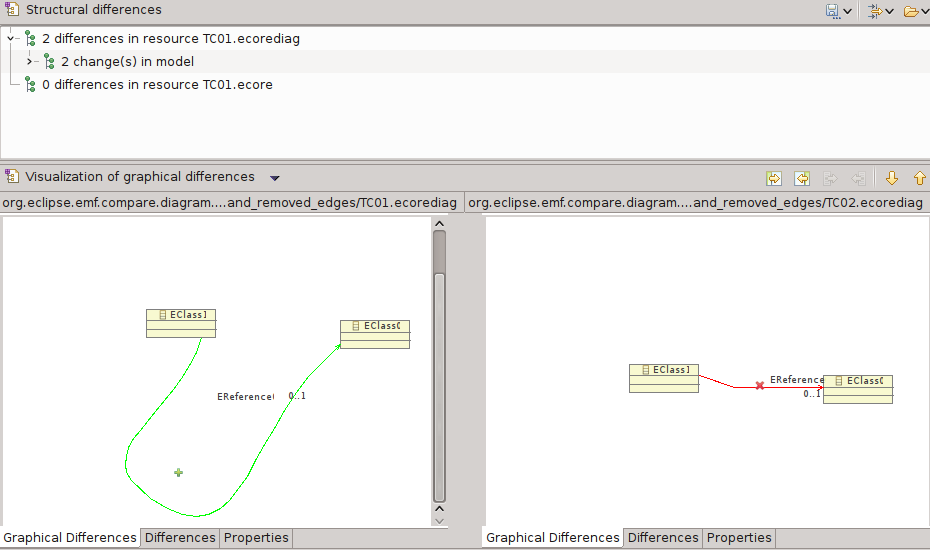 Structural differences
2 differences in resource TC01.ecorediag
2 change(s) in model
0 differences in resource TC01.ecore
Visualization of graphical differences
org.eclipse.emf.compare.diagram....and_removed_edges/TC01.ecorediag
org.eclipse.emf.compare.diagram....and_removed_edges/TC02.ecorediag
EClass1
EClass0
EReference 0..1
EClass1
EReference
EClass0
0..1
Graphical Differences Differences Properties
Graphical Differences Differences Properties